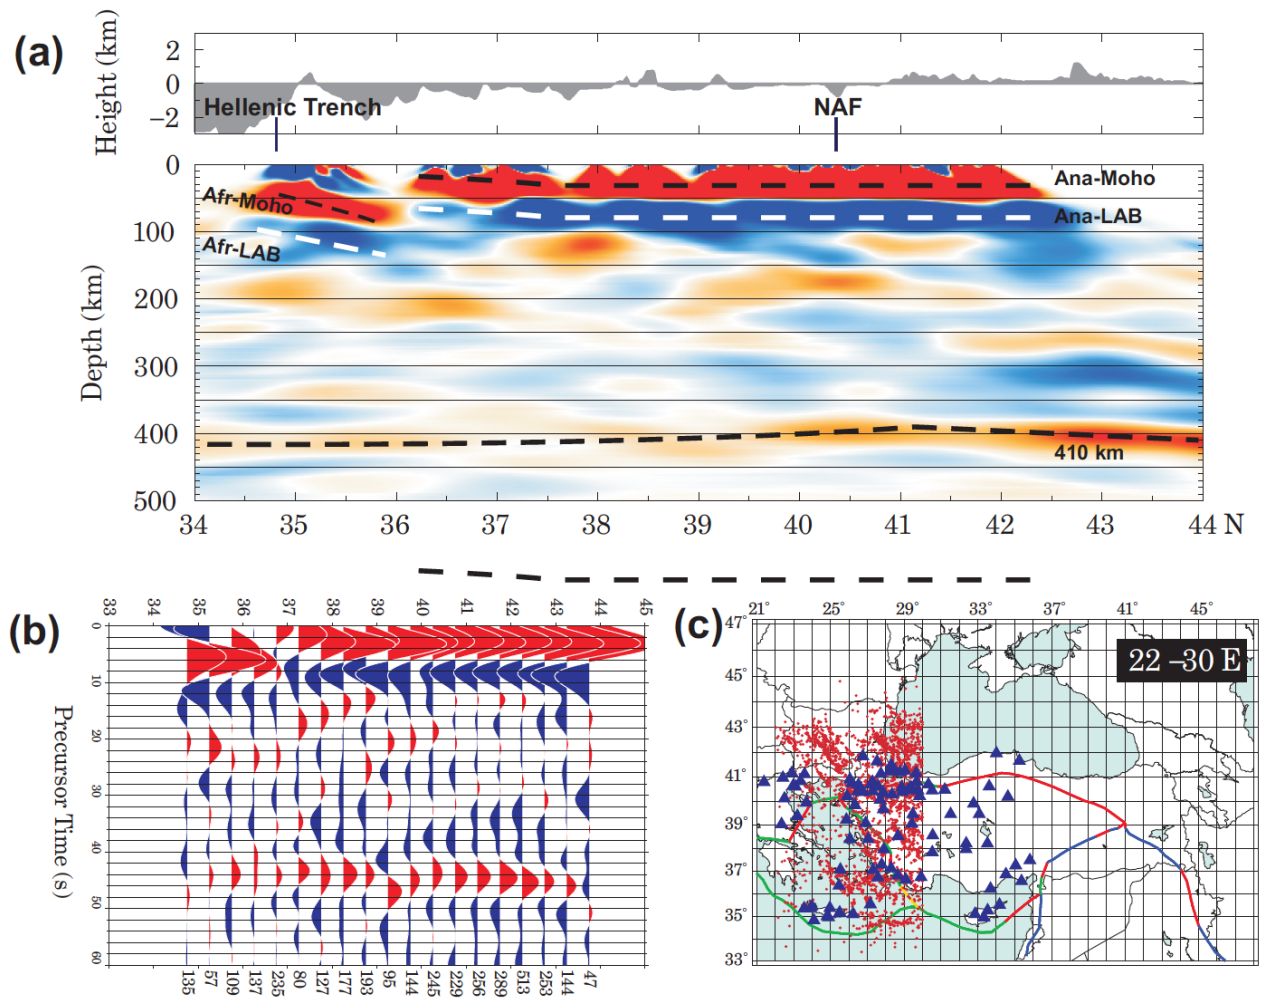 (a)
Height (km)
2
0
−2
Hellenic Trench
NAF
Depth (km)
0
100
200
300
400
500
Afr-Moho
Afr-LAB
Ana-Moho
Ana-LAB
410 km
34 35 36 37 38 39 40 41 42 43 44 N
(b)
33 34 35 36 37 39 40 41 42 43 44 45
Precursor Time (s)
0
10
20
30
40
50
60
135 57 109 137 235 80 127 177 193 95 144 245 229 256 289 513 253 144 47
(c)
21° 25° 29° 33° 37° 41° 45°
47°
45°
43°
41°
39°
37°
35°
33°
22 –30 E